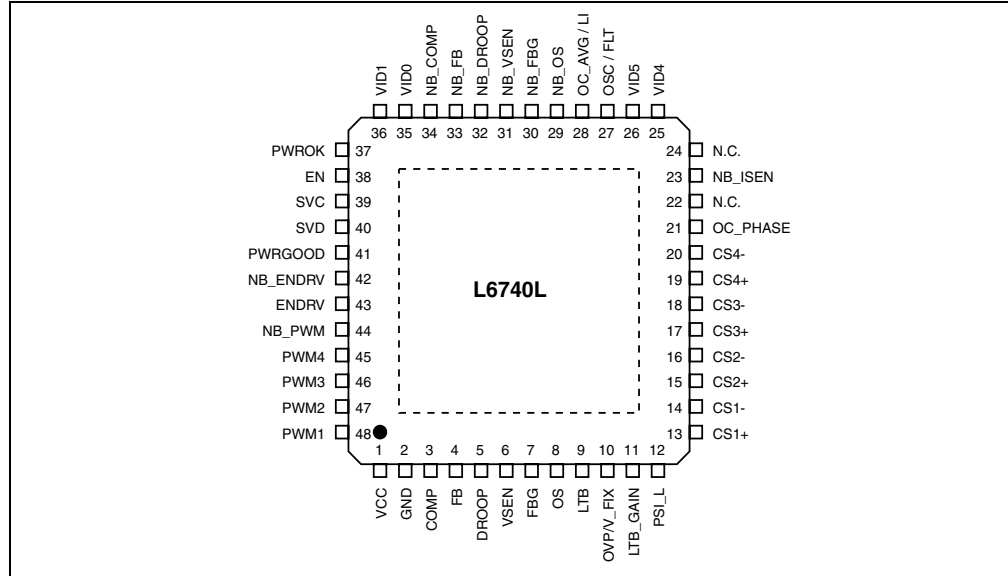 VID1
VID0
NB_COMP
NB_FB
NB_DROOP
NB_VSEN
NB_FBG
NB_OS
OC_AVG / LI
OSC / FLT
VID5
VID4
36 35 34 33 32 31 30 29 28 27 26 25
PWROK 37
EN 38
SVC 39
SVD 40
PWRGOOD 41
NB_ENDRV 42
ENDRV 43
NB_PWM 44
PWM4 45
PWM3 46
PWM2 47
PWM1 48
L6740L
24 N.C.
23 NB_ISEN
22 N.C.
21 OC_PHASE
20 CS4-
19 CS4+
18 CS3-
17 CS3+
16 CS2-
15 CS2+
14 CS1-
13 CS1+
1 2 3 4 5 6 7 8 9 10 11 12
VCC
GND
COMP
FB
DROOP
VSEN
FBG
OS
LTB
OVP/V_FIX
LTB_GAIN
PSI_L